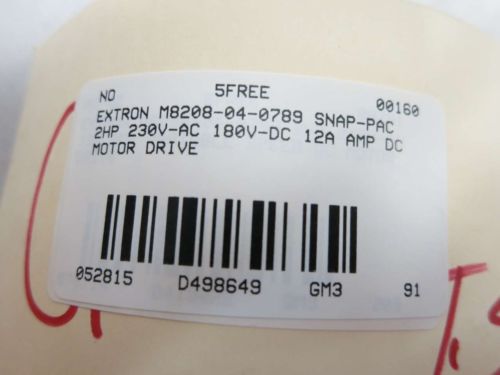 NO 5FREE 00160
EXTRON M8208-04-0789 SNAP-PAC
2HP 230V-AC 180V-DC 12A AMP DC
MOTOR DRIVE
052815 D498649 GM3 91